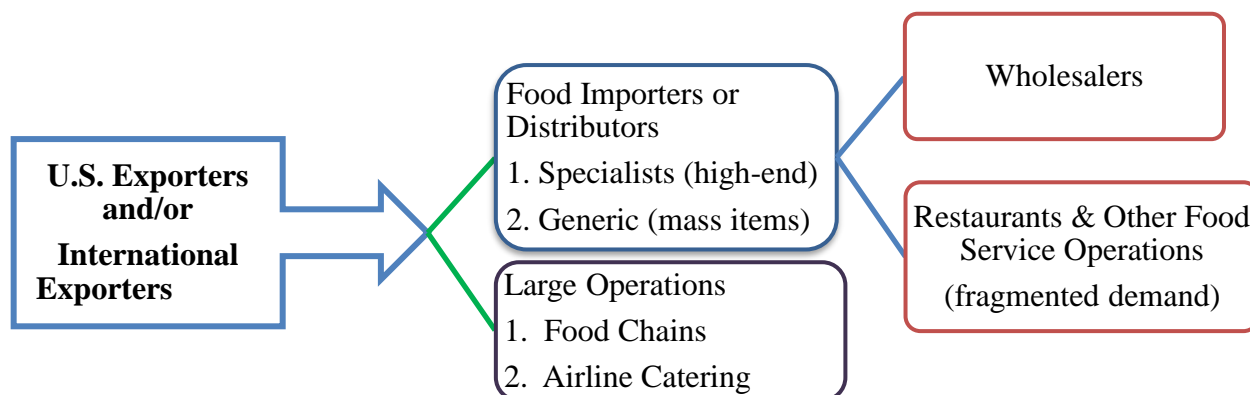 U.S. Exporters
and/or
International
Exporters
Food Importers or
Distributors
1. Specialists (high-end)
2. Generic (mass items)
Large Operations
1. Food Chains
2. Airline Catering
Wholesalers
Restaurants & Other Food
Service Operations
(fragmented demand)